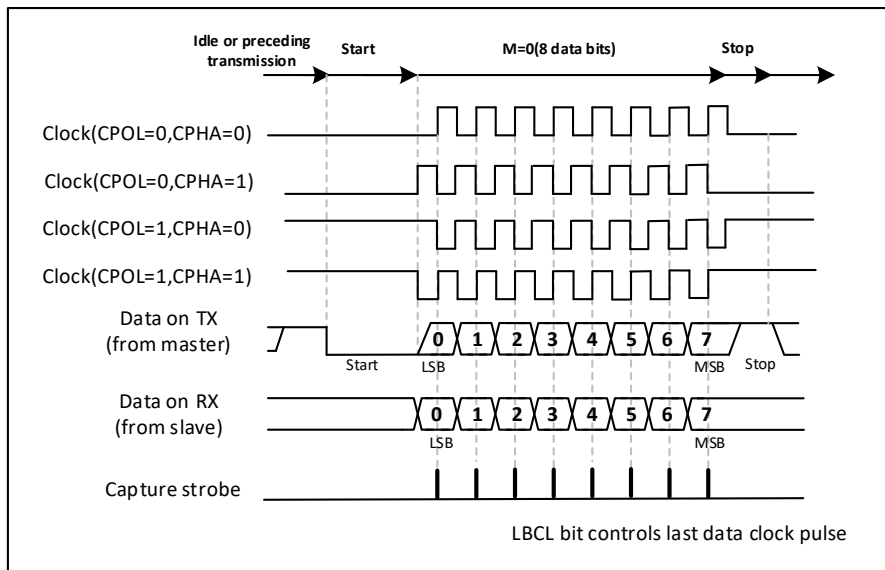 Idle or preceding
transmission
Start
M=0(8 data bits)
Stop
Clock(CPOL=0,CPHA=0)
Clock(CPOL=0,CPHA=1)
Clock(CPOL=1,CPHA=0)
Clock(CPOL=1,CPHA=1)
Data on TX
(from master)
0 1 2 3 4 5 6 7
Start
LSB
MSB
Stop
Data on RX
(from slave)
0 1 2 3 4 5 6 7
LSB
MSB
Capture strobe
LBCL bit controls last data clock pulse